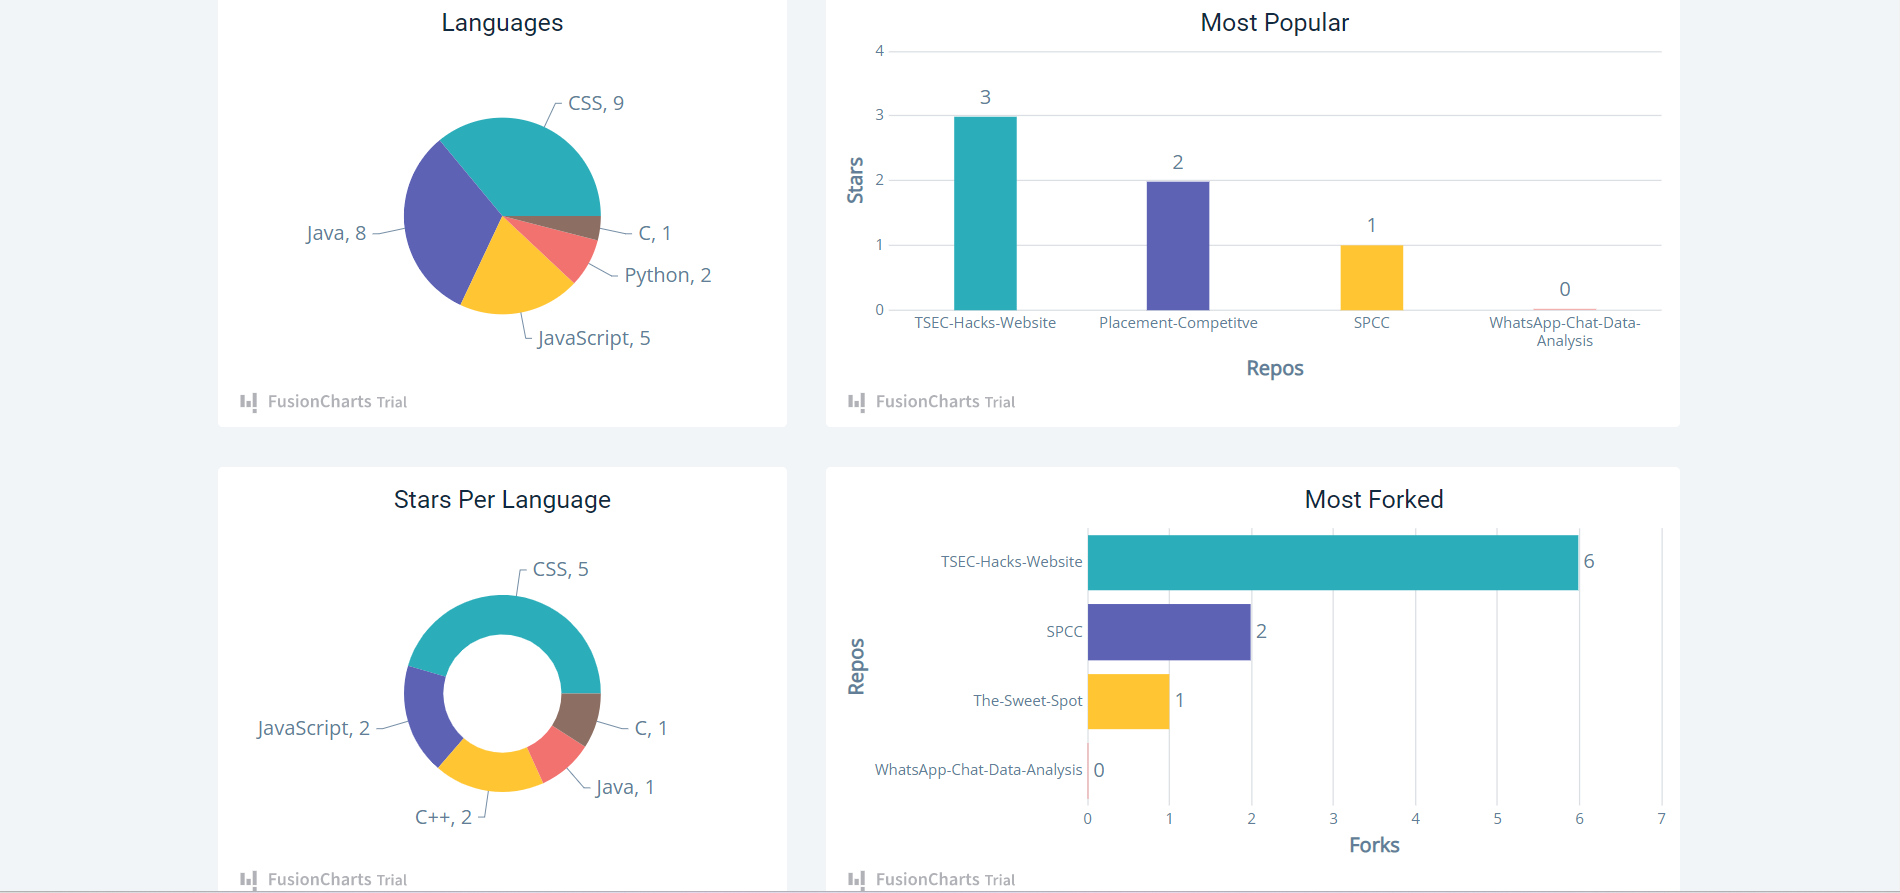 Languages
CSS, 9
Java, 8
C, 1
Python, 2
JavaScript, 5
FusionCharts Trial
Most Popular
4
3
2
1
0
Stars
3
2
1
0
TSEC-Hacks-Website
Placement-Competitve
SPCC
WhatsApp-Chat-Data-
Analysis
Repos
FusionCharts Trial
Stars Per Language
CSS, 5
JavaScript, 2
C, 1
Java, 1
C++, 2
FusionCharts Trial
Most Forked
Repos
TSEC-Hacks-Website
6
SPCC
2
The-Sweet-Spot
1
WhatsApp-Chat-Data-Analysis
0
0 1 2 3 4 5 6 7
Forks
FusionCharts Trial